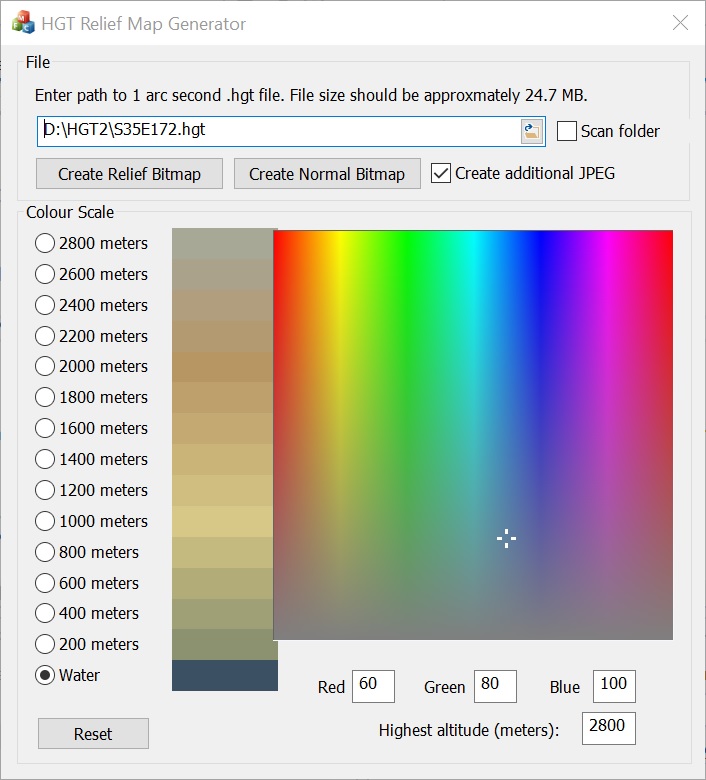 HGT Relief Map Generator
File
Enter path to 1 arc second .hgt file. File size should be approxmately 24.7 MB.
D:\HGT2\S35E172.hgt
Scan folder
Create Relief Bitmap
Create Normal Bitmap
Create additional JPEG
Colour Scale
2800 meters
2600 meters
2400 meters
2200 meters
2000 meters
1800 meters
1600 meters
1400 meters
1200 meters
1000 meters
800 meters
600 meters
400 meters
200 meters
Water
Red 60 Green 80 Blue 100
Highest altitude (meters): 2800
Reset